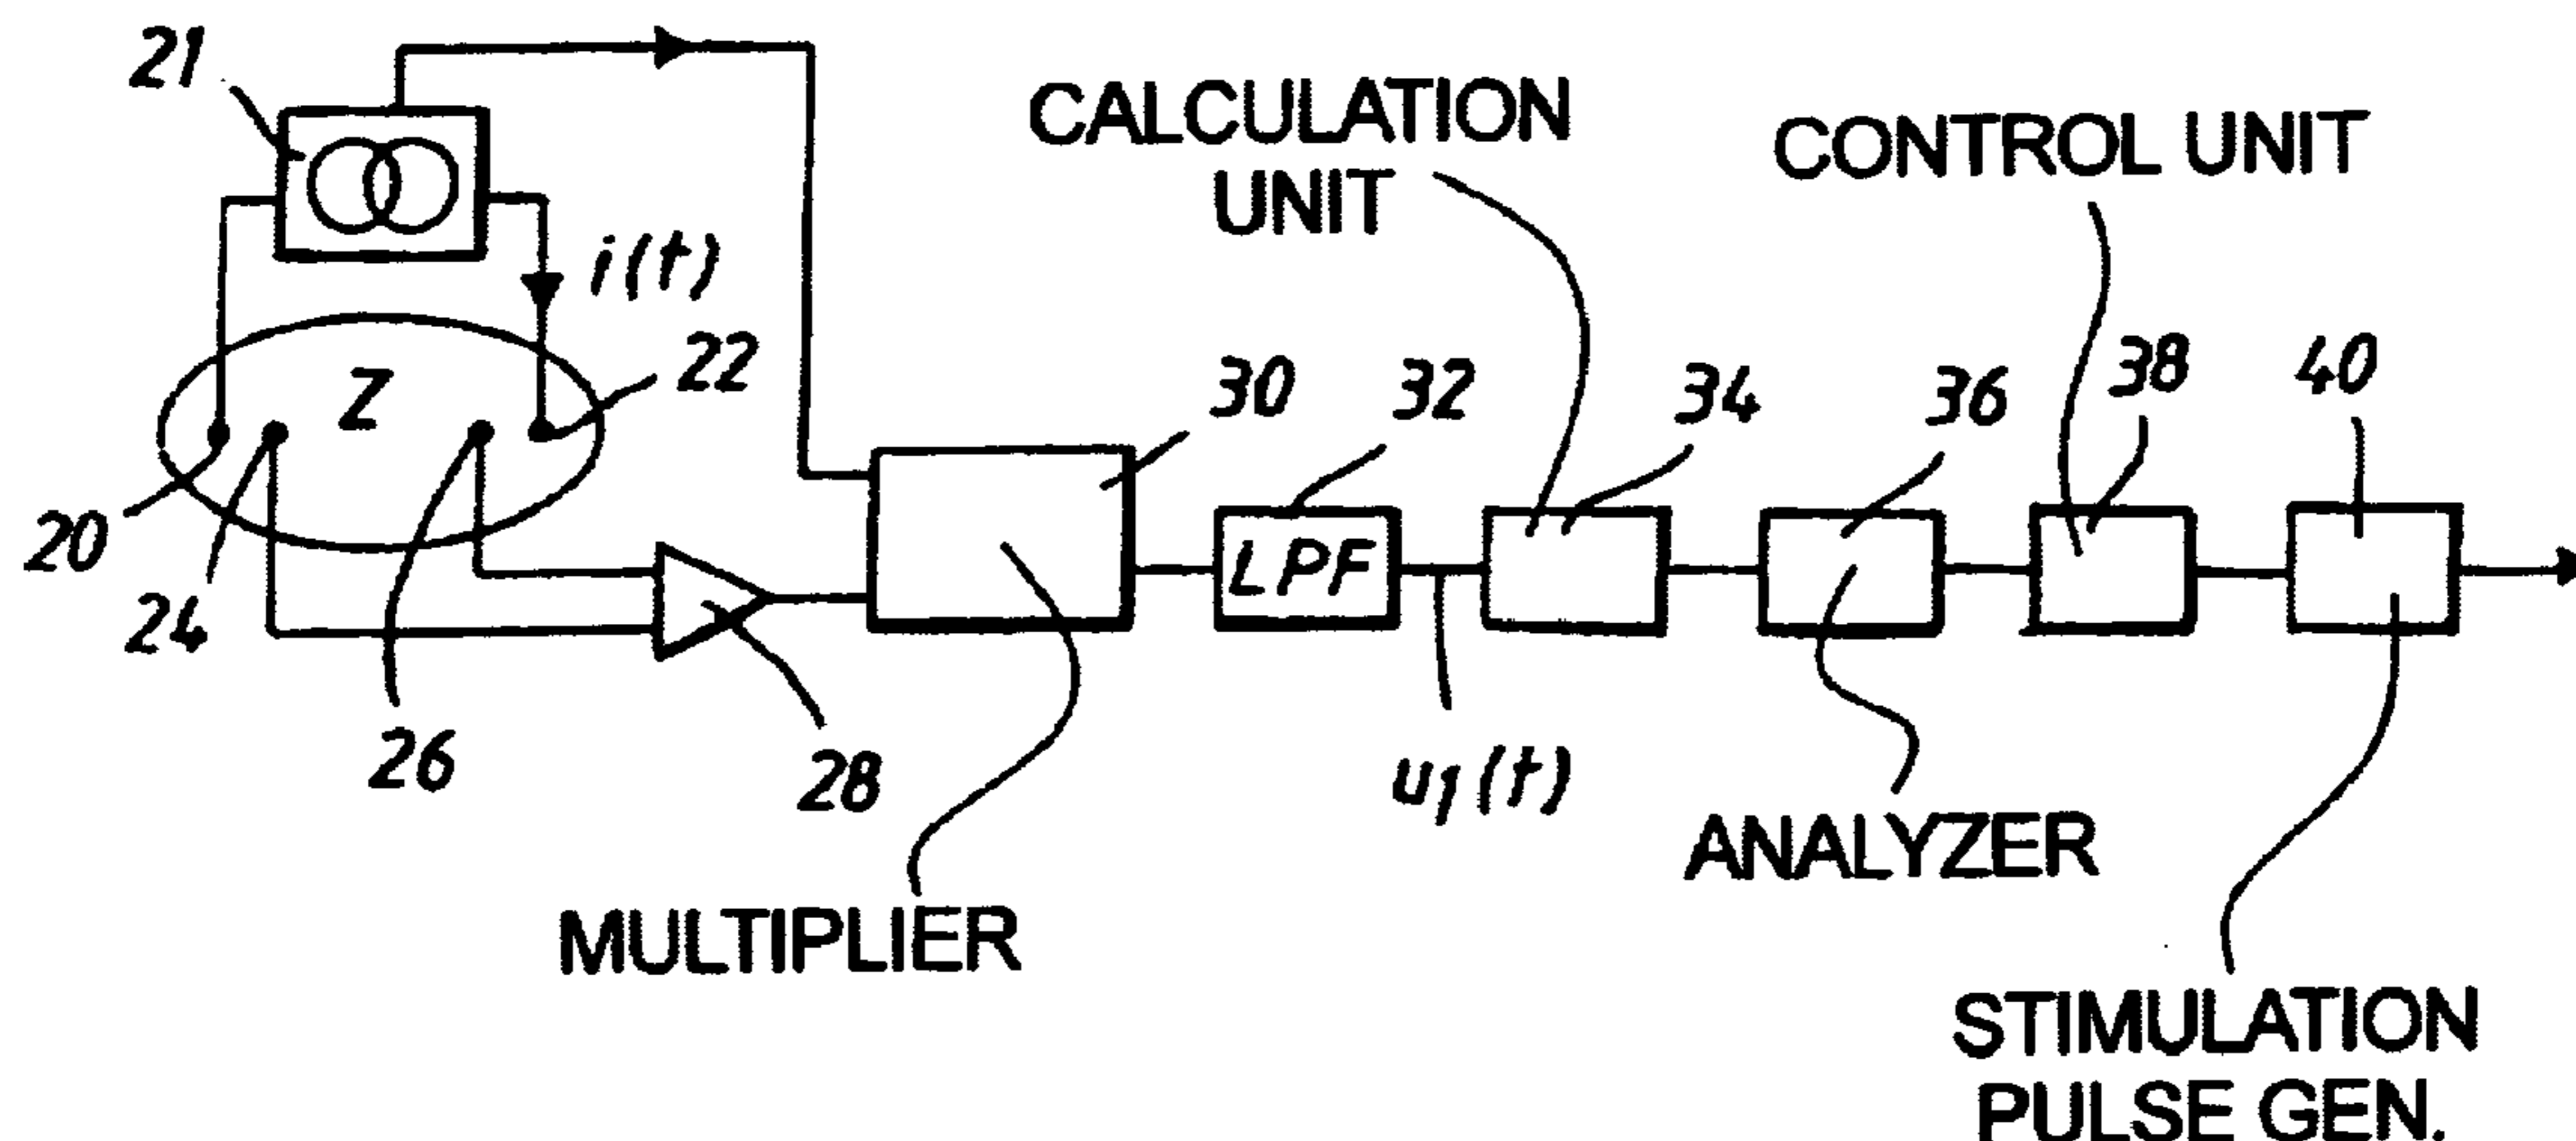 21
CALCULATION
UNIT
CONTROL UNIT
i(t)
Z
22
30
32
34
36
38
40
20
24
26
28
LPF
u1(t)
ANALYZER
MULTIPLIER
STIMULATION
PULSE GEN.